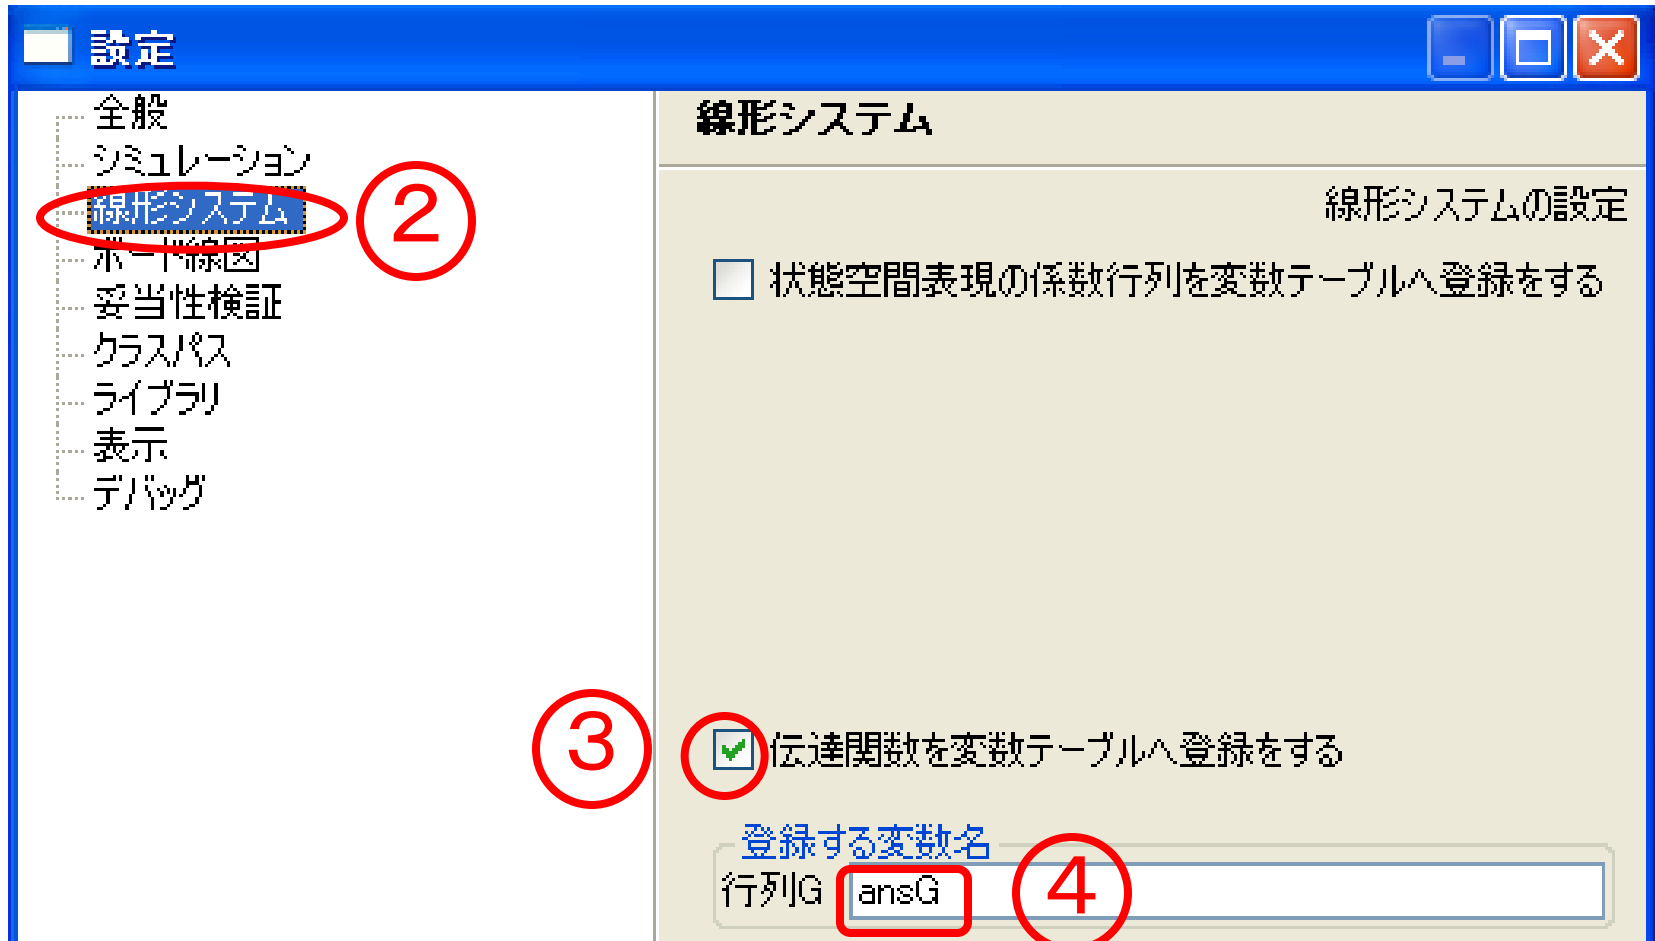 設定
全般
シミュレーション
線形システム
ボード線図
妥当性検証
クラスパス
ライブラリ
表示
デバッグ
②
線形システム
線形システムの設定
状態空間表現の係数行列を変数テーブルへ登録をする
③
伝達関数を変数テーブルへ登録をする
登録する変数名
行列G ansG
④